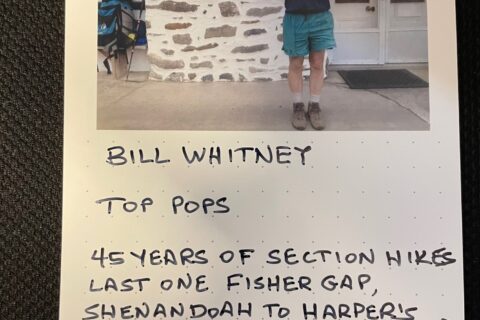 BILL WHITNEY
TOP POPS
45 YEARS OF SECTION HIKES
LAST ONE FISHER GAP,
SHENANDOAH TO HARPER'S